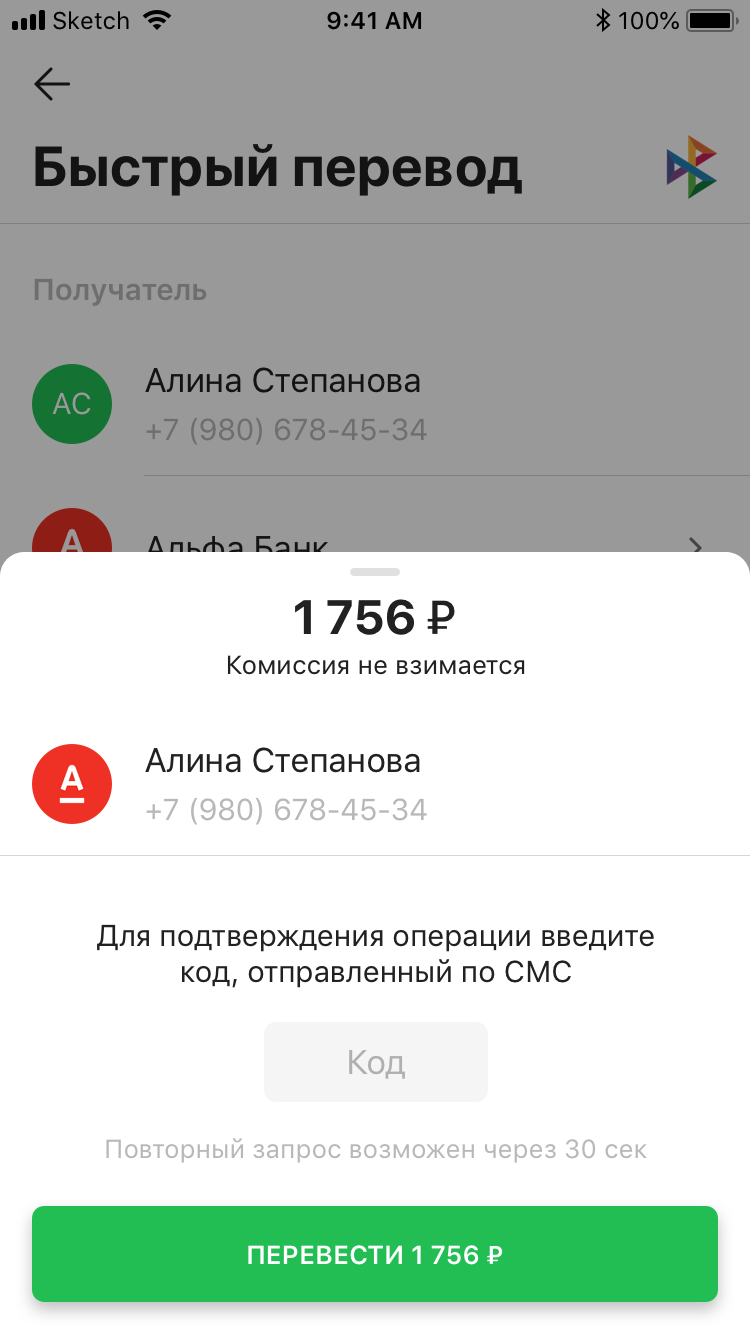 Sketch 9:41 AM 100%
Быстрый перевод
Получатель
АС
Алина Степанова
+7 (980) 678-45-34
А
Альфа Банк
1 756 ₽
Комиссия не взимается
А
Алина Степанова
+7 (980) 678-45-34
Для подтверждения операции введите
код, отправленный по СМС
Код
Повторный запрос возможен через 30 сек
ПЕРЕВЕСТИ 1 756 ₽